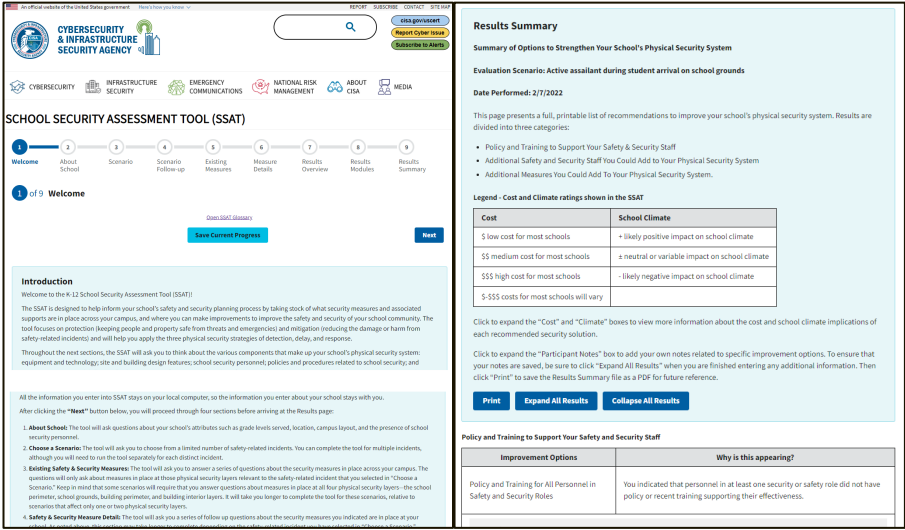 An official website of the United States government Here's how you know
REPORT SUBSCRIBE CONTACT SITE MAP
CYBERSECURITY
& INFRASTRUCTURE
SECURITY AGENCY
cisa.gov/uscert
Report Cyber Issue
Subscribe to Alerts
CYBERSECURITY
INFRASTRUCTURE
SECURITY
EMERGENCY
COMMUNICATIONS
NATIONAL RISK
MANAGEMENT
ABOUT
CISA
MEDIA
SCHOOL SECURITY ASSESSMENT TOOL (SSAT)
1 2 3 4 5 6 7 8 9
Welcome
About
School
Scenario
Scenario
Follow-up
Existing
Measures
Measure
Details
Results
Overview
Results
Modules
Results
Summary
1 of 9 Welcome
Open SSAT Glossary
Save Current Progress
Next
Introduction
Welcome to the K-12 School Security Assessment Tool (SSAT)!
The SSAT is designed to help inform your school's safety and security planning process by taking stock of what security measures and associated
supports are in place across your campus, and where you can make improvements to improve the safety and security of your school community. The
tool focuses on protection (keeping people and property safe from threats and emergencies) and mitigation (reducing the damage or harm from
safety-related incidents) and will help you apply the three physical security strategies of detection, delay, and response.
Throughout the next sections, the SSAT will ask you to think about the various components that make up your school's physical security system:
equipment and technology; site and building design features; school security personnel; policies and procedures related to school security; and
All the information you enter into SSAT stays on your local computer, so the information you enter about your school stays with you.
After clicking the "Next" button below, you will proceed through four sections before arriving at the Results page:
1. About School: The tool will ask questions about your school's attributes such as grade levels served, location, campus layout, and the presence of school
security personnel.
2. Choose a Scenario: The tool will ask you to choose from a limited number of safety-related incidents. You can complete the tool for multiple incidents,
although you will need to run the tool separately for each distinct incident.
3. Existing Safety & Security Measures: The tool will ask you to answer a series of questions about the security measures in place across your campus. The
questions will only ask about measures in place at those physical security layers relevant to the safety-related incident that you selected in "Choose a
Scenario." Keep in mind that some scenarios will require that you answer questions about measures in place at all four physical security layers--the school
perimeter, school grounds, building perimeter, and building interior layers. It will take you longer to complete the tool for these scenarios, relative to
scenarios that affect only one or two physical security layers.
4. Safety & Security Measure Detail: The tool will ask you a series of follow up questions about the security measures you indicated are in place at your
Results Summary
Summary of Options to Strengthen Your School's Physical Security System
Evaluation Scenario: Active assailant during student arrival on school grounds
Date Performed: 2/7/2022
This page presents a full, printable list of recommendations to improve your school's physical security system. Results are
divided into three categories:
• Policy and Training to Support Your Safety & Security Staff
• Additional Safety and Security Staff You Could Add to Your Physical Security System
• Additional Measures You Could Add To Your Physical Security System.
Legend - Cost and Climate ratings shown in the SSAT
Cost School Climate
$ low cost for most schools + likely positive impact on school climate
$$ medium cost for most schools ± neutral or variable impact on school climate
$$$ high cost for most schools - likely negative impact on school climate
$-$$$ costs for most schools will vary
Click to expand the "Cost" and "Climate" boxes to view more information about the cost and school climate implications of
each recommended security solution.
Click to expand the "Participant Notes" box to add your own notes related to specific improvement options. To ensure that
your notes are saved, be sure to click "Expand All Results" when you are finished entering any additional information. Then
click "Print" to save the Results Summary file as a PDF for future reference.
Print Expand All Results Collapse All Results
Policy and Training to Support Your Safety and Security Staff
Improvement Options Why is this appearing?
Policy and Training for All Personnel in
Safety and Security Roles
You indicated that personnel in at least one security or safety role did not have
policy or recent training supporting their effectiveness.